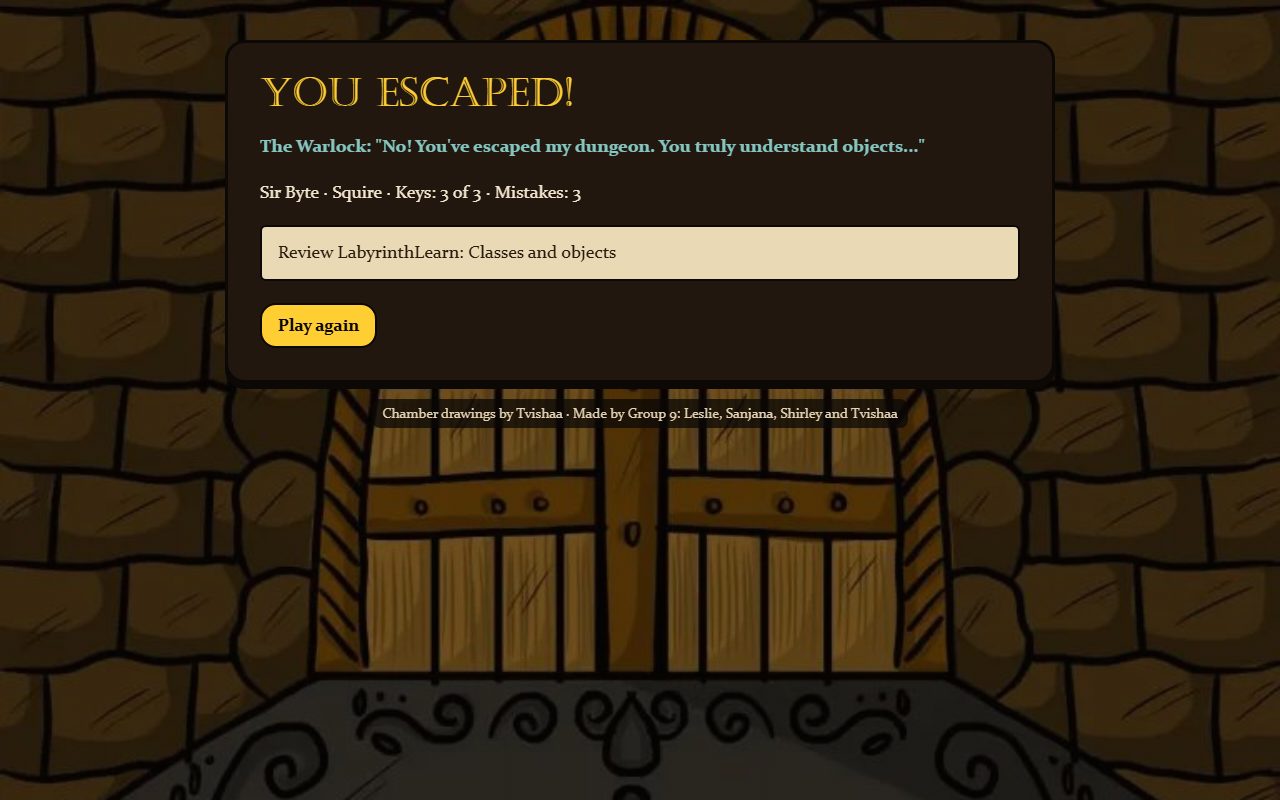 YOU ESCAPED!
The Warlock: "No! You've escaped my dungeon. You truly understand objects..."
Sir Byte · Squire · Keys: 3 of 3 · Mistakes: 3
Review LabyrinthLearn: Classes and objects
Play again
Chamber drawings by Tvishaa · Made by Group 9: Leslie, Sanjana, Shirley and Tvishaa